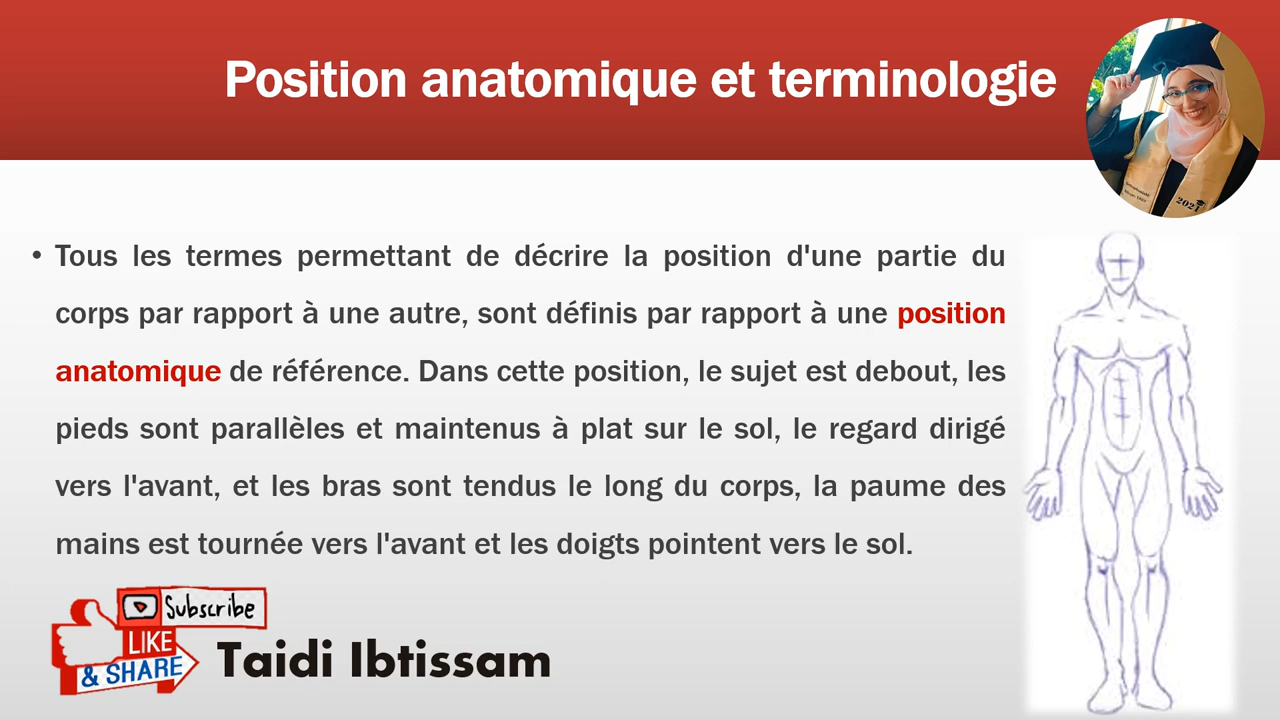 Position anatomique et terminologie
2021
• Tous les termes permettant de décrire la position d'une partie du
corps par rapport à une autre, sont définis par rapport à une position
anatomique de référence. Dans cette position, le sujet est debout, les
pieds sont parallèles et maintenus à plat sur le sol, le regard dirigé
vers l'avant, et les bras sont tendus le long du corps, la paume des
mains est tournée vers l'avant et les doigts pointent vers le sol.
Subscribe
LIKE
& SHARE
Taidi Ibtissam